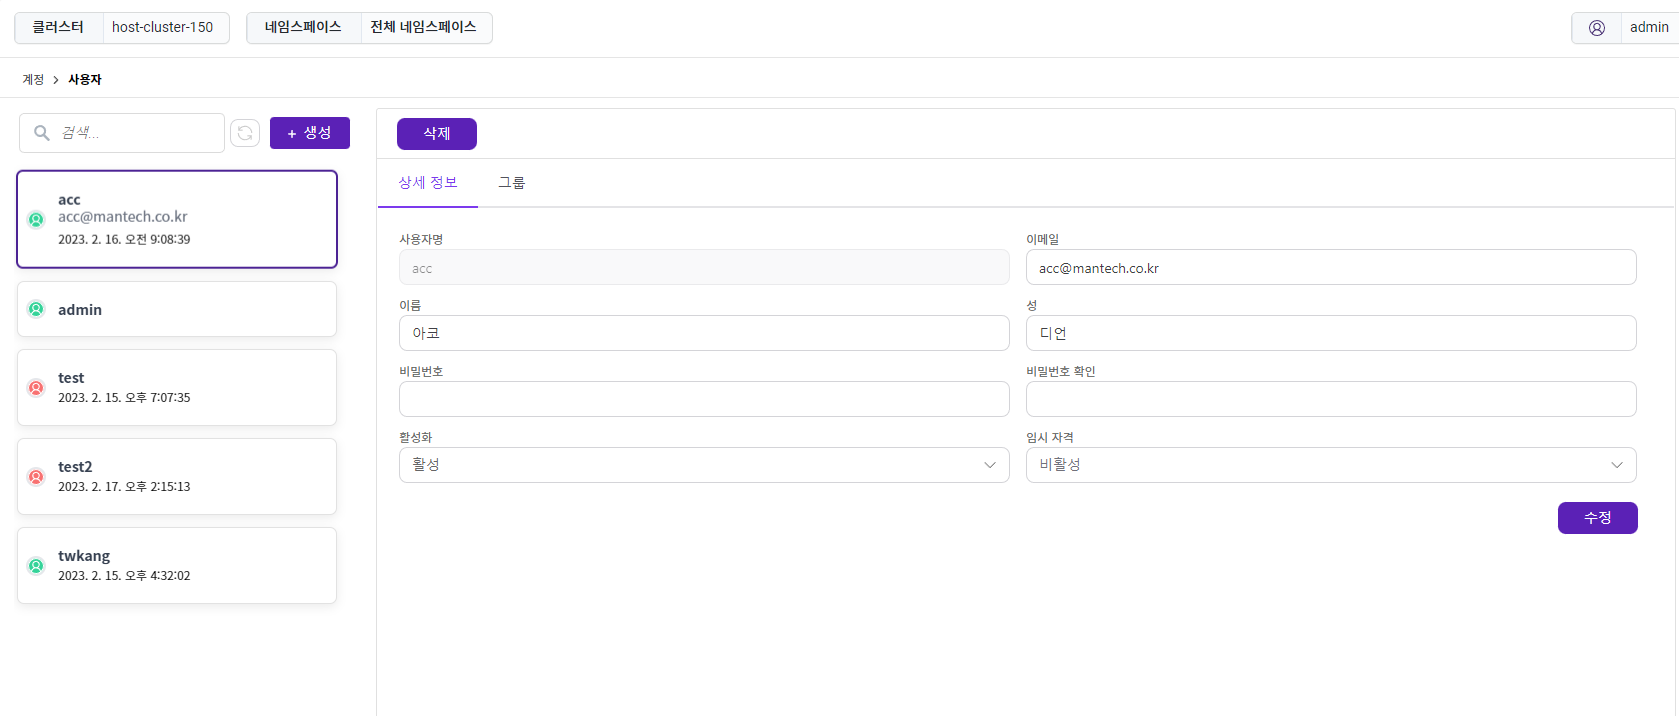 클러스터 host-cluster-150 네임스페이스 전체 네임스페이스 admin
계정 > 사용자
검색...
+ 생성
acc
acc@mantech.co.kr
2023. 2. 16. 오전 9:08:39
admin
test
2023. 2. 15. 오후 7:07:35
test2
2023. 2. 17. 오후 2:15:13
twkang
2023. 2. 15. 오후 4:32:02
삭제
상세 정보 그룹
사용자명
acc
이메일
acc@mantech.co.kr
이름
아코
성
디언
비밀번호
비밀번호 확인
활성화
활성
임시 자격
비활성
수정